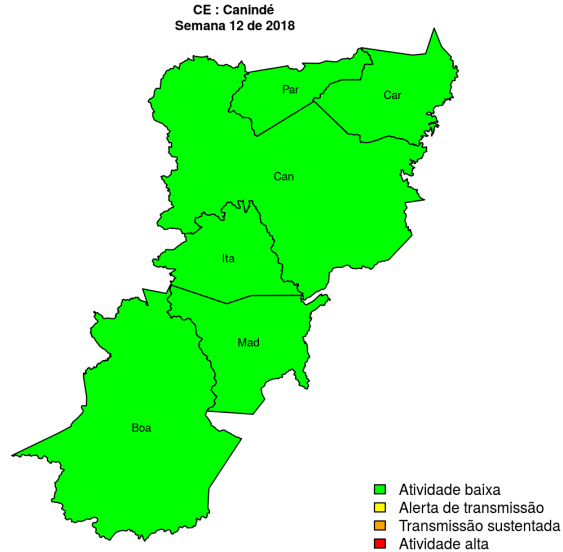 CE : Canindé
Semana 12 de 2018
Par
Car
Can
Ita
Mad
Boa
Atividade baixa
Alerta de transmissão
Transmissão sustentada
Atividade alta